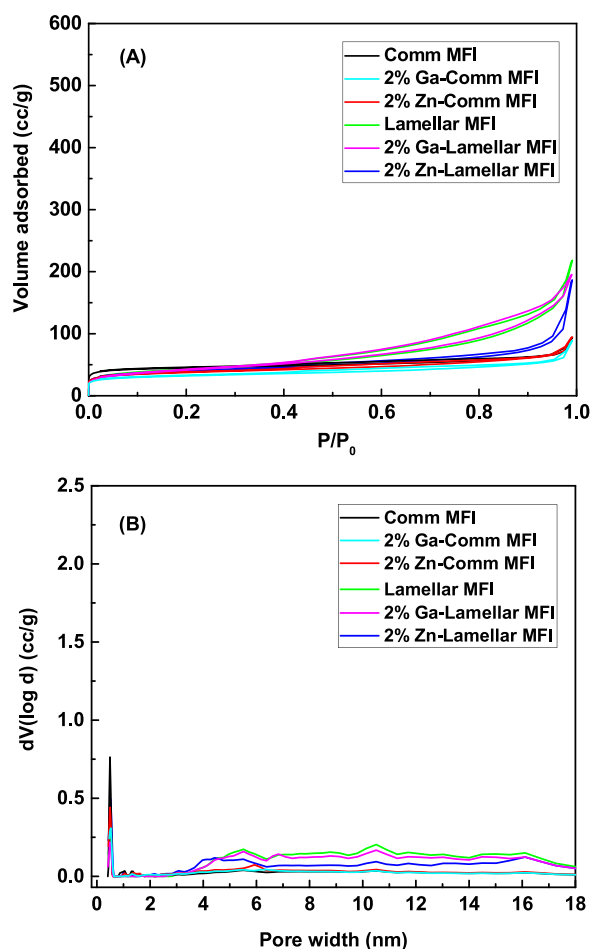 600
(A)
Comm MFI
2% Ga-Comm MFI
2% Zn-Comm MFI
Lamellar MFI
2% Ga-Lamellar MFI
2% Zn-Lamellar MFI
500
400
300
200
100
0
Volume adsorbed (cc/g)
0.0 0.2 0.4 0.6 0.8 1.0
P/P₀
2.5
(B)
Comm MFI
2% Ga-Comm MFI
2% Zn-Comm MFI
Lamellar MFI
2% Ga-Lamellar MFI
2% Zn-Lamellar MFI
2.0
1.5
1.0
0.5
0.0
dV(log d) (cc/g)
0 2 4 6 8 10 12 14 16 18
Pore width (nm)